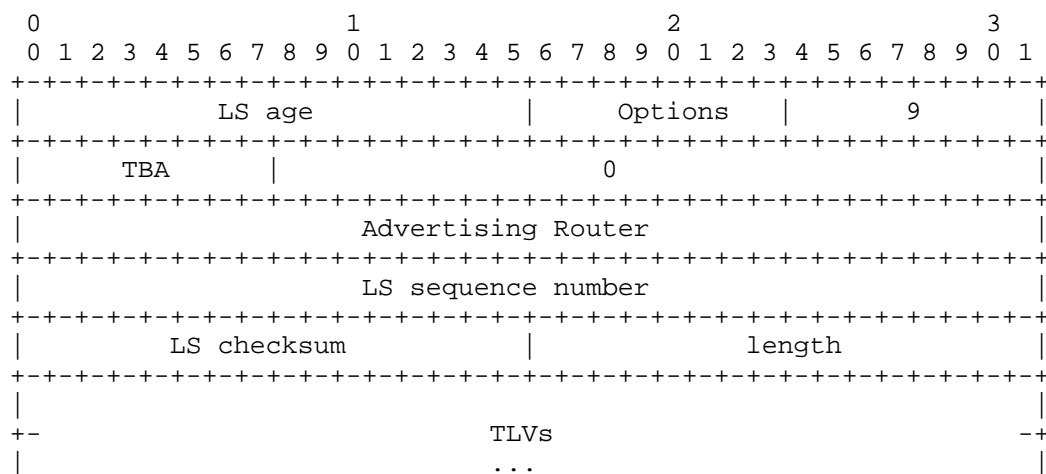 0                   1                   2                   3
 0 1 2 3 4 5 6 7 8 9 0 1 2 3 4 5 6 7 8 9 0 1 2 3 4 5 6 7 8 9 0 1
+-+-+-+-+-+-+-+-+-+-+-+-+-+-+-+-+-+-+-+-+-+-+-+-+-+-+-+-+-+-+-+-+
|            LS age             |     Options   |       9       |
+-+-+-+-+-+-+-+-+-+-+-+-+-+-+-+-+-+-+-+-+-+-+-+-+-+-+-+-+-+-+-+-+
|      TBA      |                    0                          |
+-+-+-+-+-+-+-+-+-+-+-+-+-+-+-+-+-+-+-+-+-+-+-+-+-+-+-+-+-+-+-+-+
|                     Advertising Router                        |
+-+-+-+-+-+-+-+-+-+-+-+-+-+-+-+-+-+-+-+-+-+-+-+-+-+-+-+-+-+-+-+-+
|                     LS sequence number                        |
+-+-+-+-+-+-+-+-+-+-+-+-+-+-+-+-+-+-+-+-+-+-+-+-+-+-+-+-+-+-+-+-+
|         LS checksum           |             length            |
+-+-+-+-+-+-+-+-+-+-+-+-+-+-+-+-+-+-+-+-+-+-+-+-+-+-+-+-+-+-+-+-+
|                                                               |
+-                            TLVs                             -+
|                             ...                               |